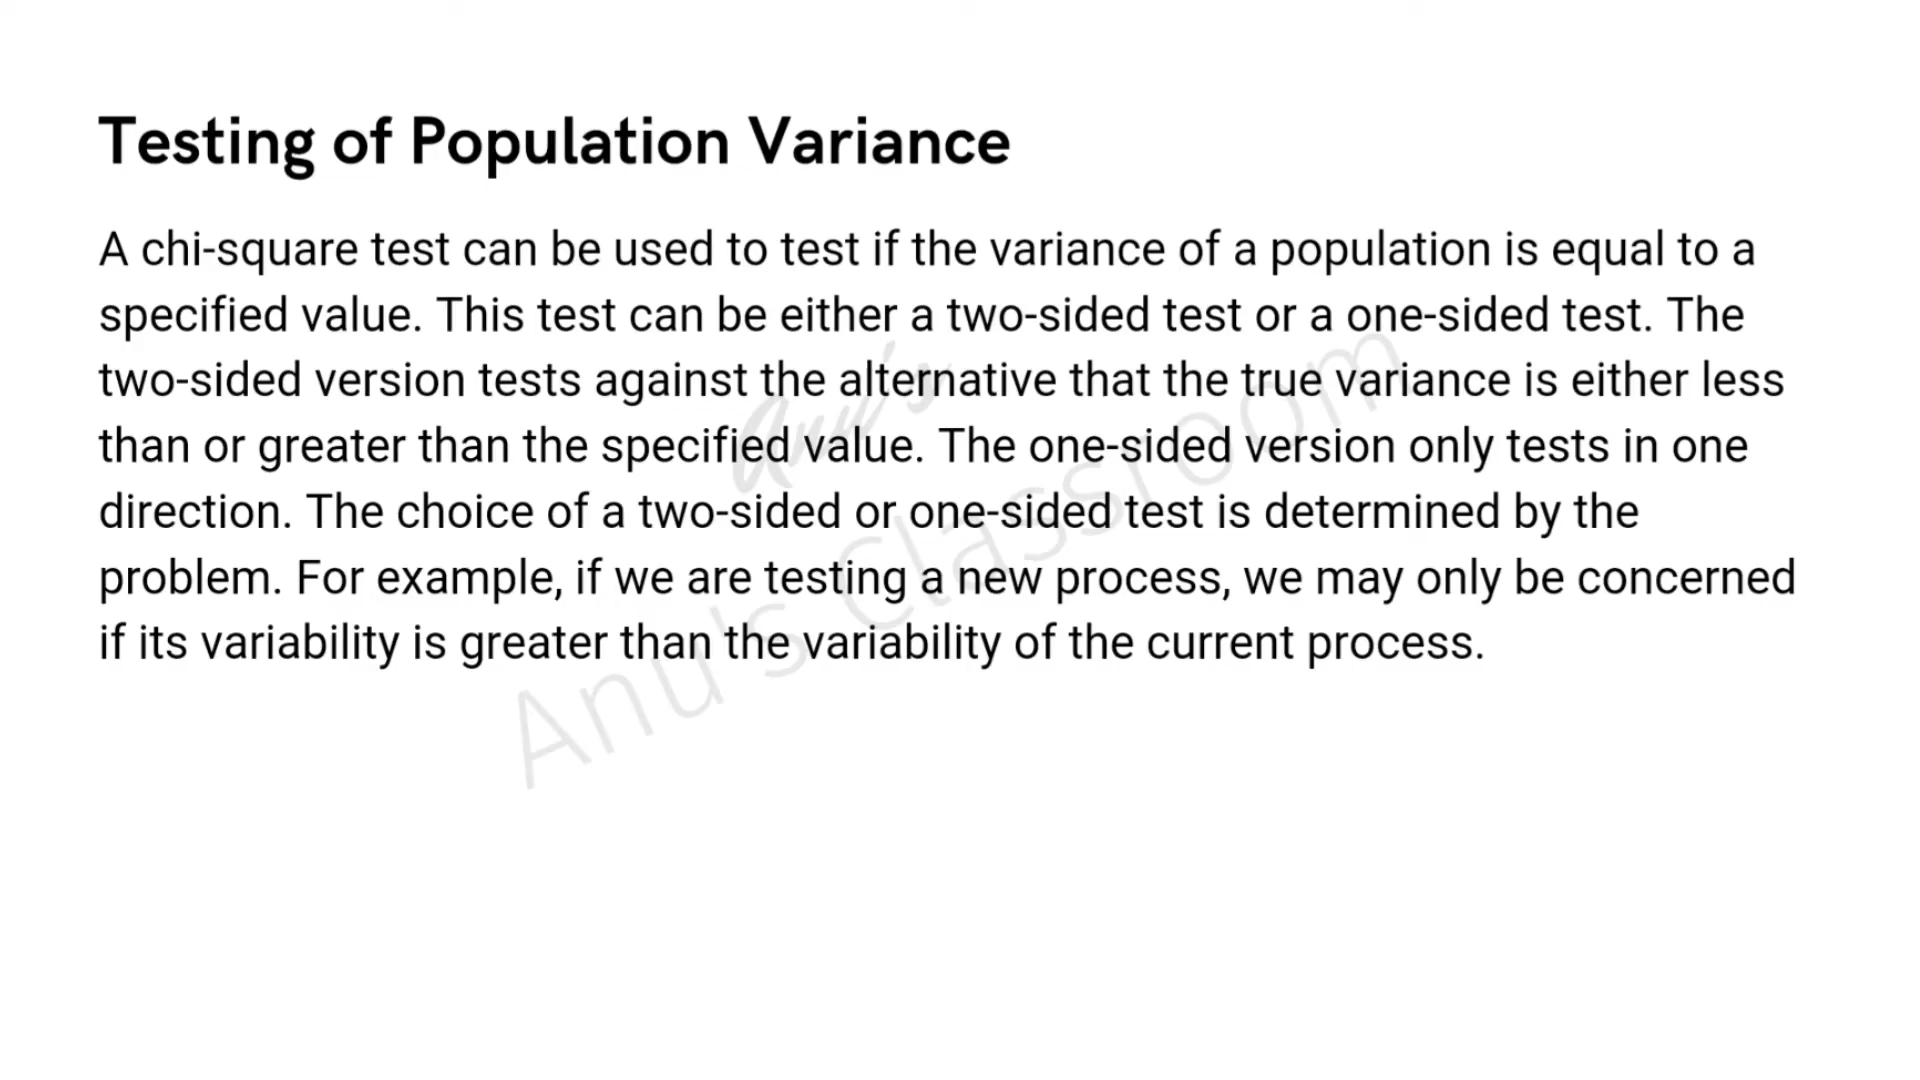 Testing of Population Variance
A chi-square test can be used to test if the variance of a population is equal to a
specified value. This test can be either a two-sided test or a one-sided test. The
two-sided version tests against the alternative that the true variance is either less
than or greater than the specified value. The one-sided version only tests in one
direction. The choice of a two-sided or one-sided test is determined by the
problem. For example, if we are testing a new process, we may only be concerned
if its variability is greater than the variability of the current process.
Anu's
Anu's Classroom